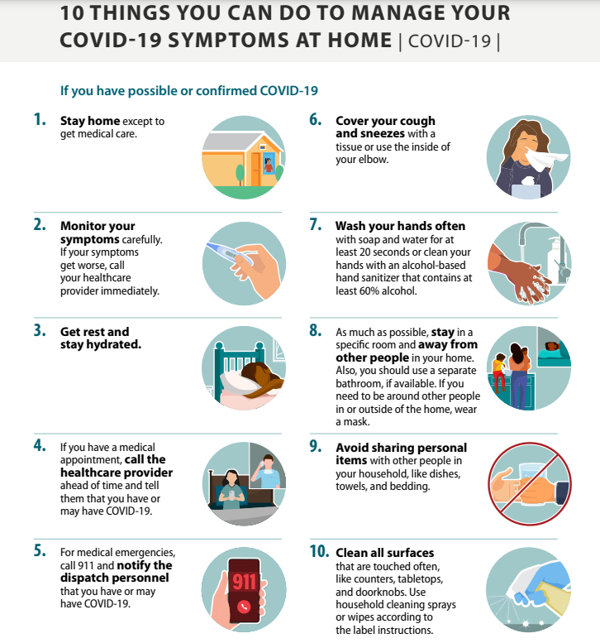 10 THINGS YOU CAN DO TO MANAGE YOUR
COVID-19 SYMPTOMS AT HOME | COVID-19 |
If you have possible or confirmed COVID-19
1. Stay home except to
get medical care.
2. Monitor your
symptoms carefully.
If your symptoms
get worse, call
your healthcare
provider immediately.
3. Get rest and
stay hydrated.
4. If you have a medical
appointment, call the
healthcare provider
ahead of time and tell
them that you have or
may have COVID-19.
5. For medical emergencies,
call 911 and notify the
dispatch personnel
that you have or may
have COVID-19.
911
6. Cover your cough
and sneezes with a
tissue or use the inside of
your elbow.
7. Wash your hands often
with soap and water for at
least 20 seconds or clean your
hands with an alcohol-based
hand sanitizer that contains at
least 60% alcohol.
8. As much as possible, stay in a
specific room and away from
other people in your home.
Also, you should use a separate
bathroom, if available. If you
need to be around other people
in or outside of the home, wear
a mask.
9. Avoid sharing personal
items with other people in
your household, like dishes,
towels, and bedding.
10. Clean all surfaces
that are touched often,
like counters, tabletops,
and doorknobs. Use
household cleaning sprays
or wipes according to
the label instructions.